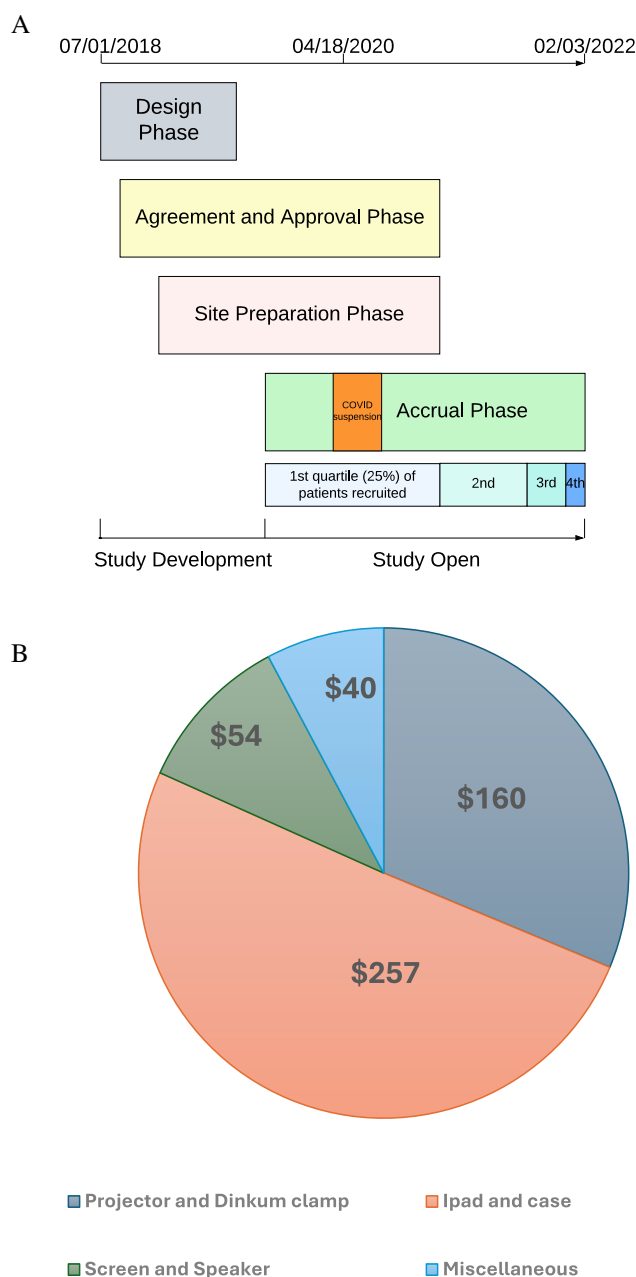 A
07/01/2018 04/18/2020 02/03/2022
Design
Phase
Agreement and Approval Phase
Site Preparation Phase
COVID
suspension
Accrual Phase
1st quartile (25%) of
patients recruited
2nd
3rd
4th
Study Development Study Open
B
$40
$54
$160
$257
Projector and Dinkum clamp Ipad and case
Screen and Speaker Miscellaneous